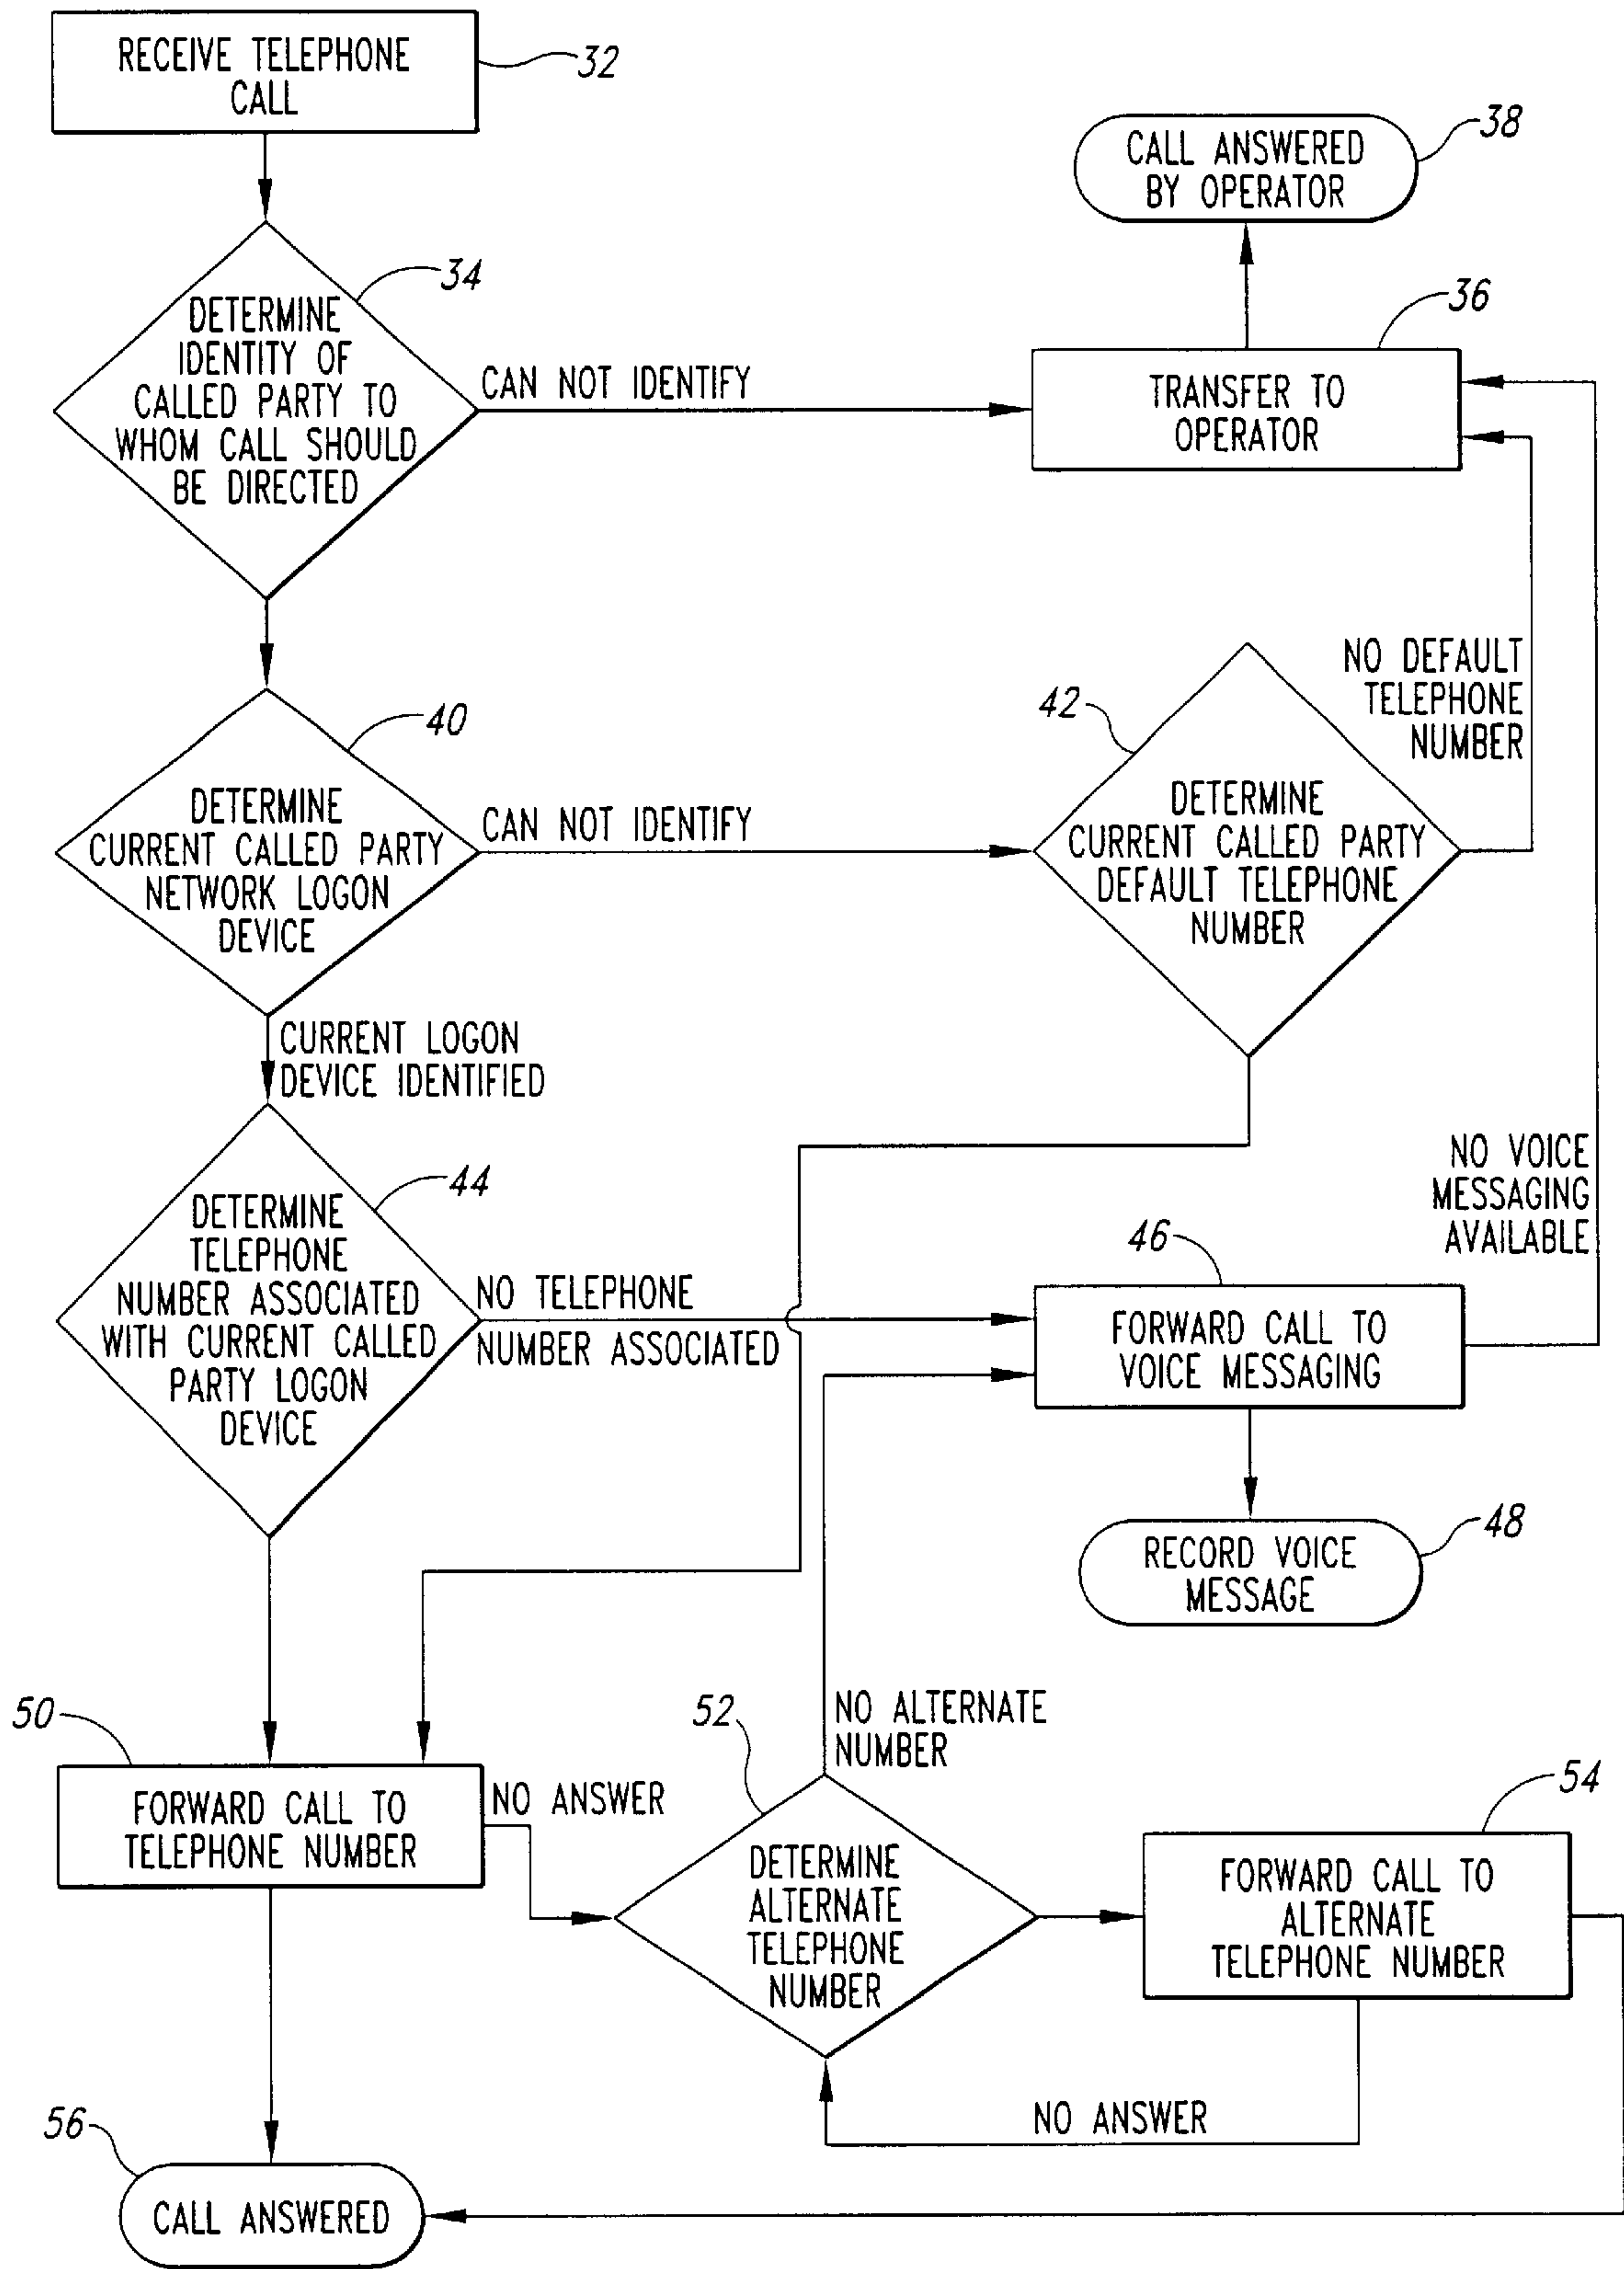 RECEIVE TELEPHONE
CALL
32
CALL ANSWERED
BY OPERATOR
38
34
DETERMINE
IDENTITY OF
CALLED PARTY TO
WHOM CALL SHOULD
BE DIRECTED
CAN NOT IDENTIFY
36
TRANSFER TO
OPERATOR
40
DETERMINE
CURRENT CALLED PARTY
NETWORK LOGON
DEVICE
CAN NOT IDENTIFY
42
DETERMINE
CURRENT CALLED PARTY
DEFAULT TELEPHONE
NUMBER
NO DEFAULT
TELEPHONE
NUMBER
CURRENT LOGON
DEVICE IDENTIFIED
44
DETERMINE
TELEPHONE
NUMBER ASSOCIATED
WITH CURRENT CALLED
PARTY LOGON
DEVICE
NO TELEPHONE
NUMBER ASSOCIATED
46
FORWARD CALL TO
VOICE MESSAGING
NO VOICE
MESSAGING
AVAILABLE
48
RECORD VOICE
MESSAGE
50
FORWARD CALL TO
TELEPHONE NUMBER
NO ANSWER
52
NO ALTERNATE
NUMBER
DETERMINE
ALTERNATE
TELEPHONE
NUMBER
54
FORWARD CALL TO
ALTERNATE
TELEPHONE NUMBER
NO ANSWER
56
CALL ANSWERED